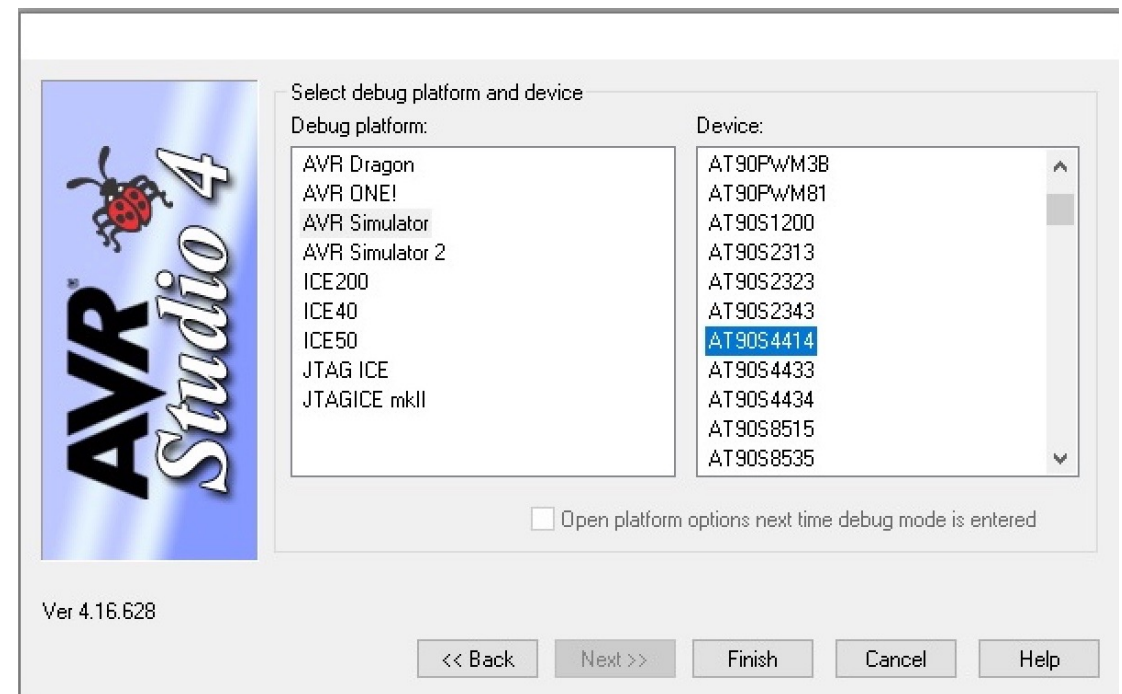 AVR® Studio 4
Select debug platform and device
Debug platform:
AVR Dragon
AVR ONE!
AVR Simulator
AVR Simulator 2
ICE200
ICE40
ICE50
JTAG ICE
JTAGICE mkII
Device:
AT90PWM3B
AT90PWM81
AT90S1200
AT90S2313
AT90S2323
AT90S2343
AT90S4414
AT90S4433
AT90S4434
AT90S8515
AT90S8535
Open platform options next time debug mode is entered
Ver 4.16.628
<< Back
Next >>
Finish
Cancel
Help